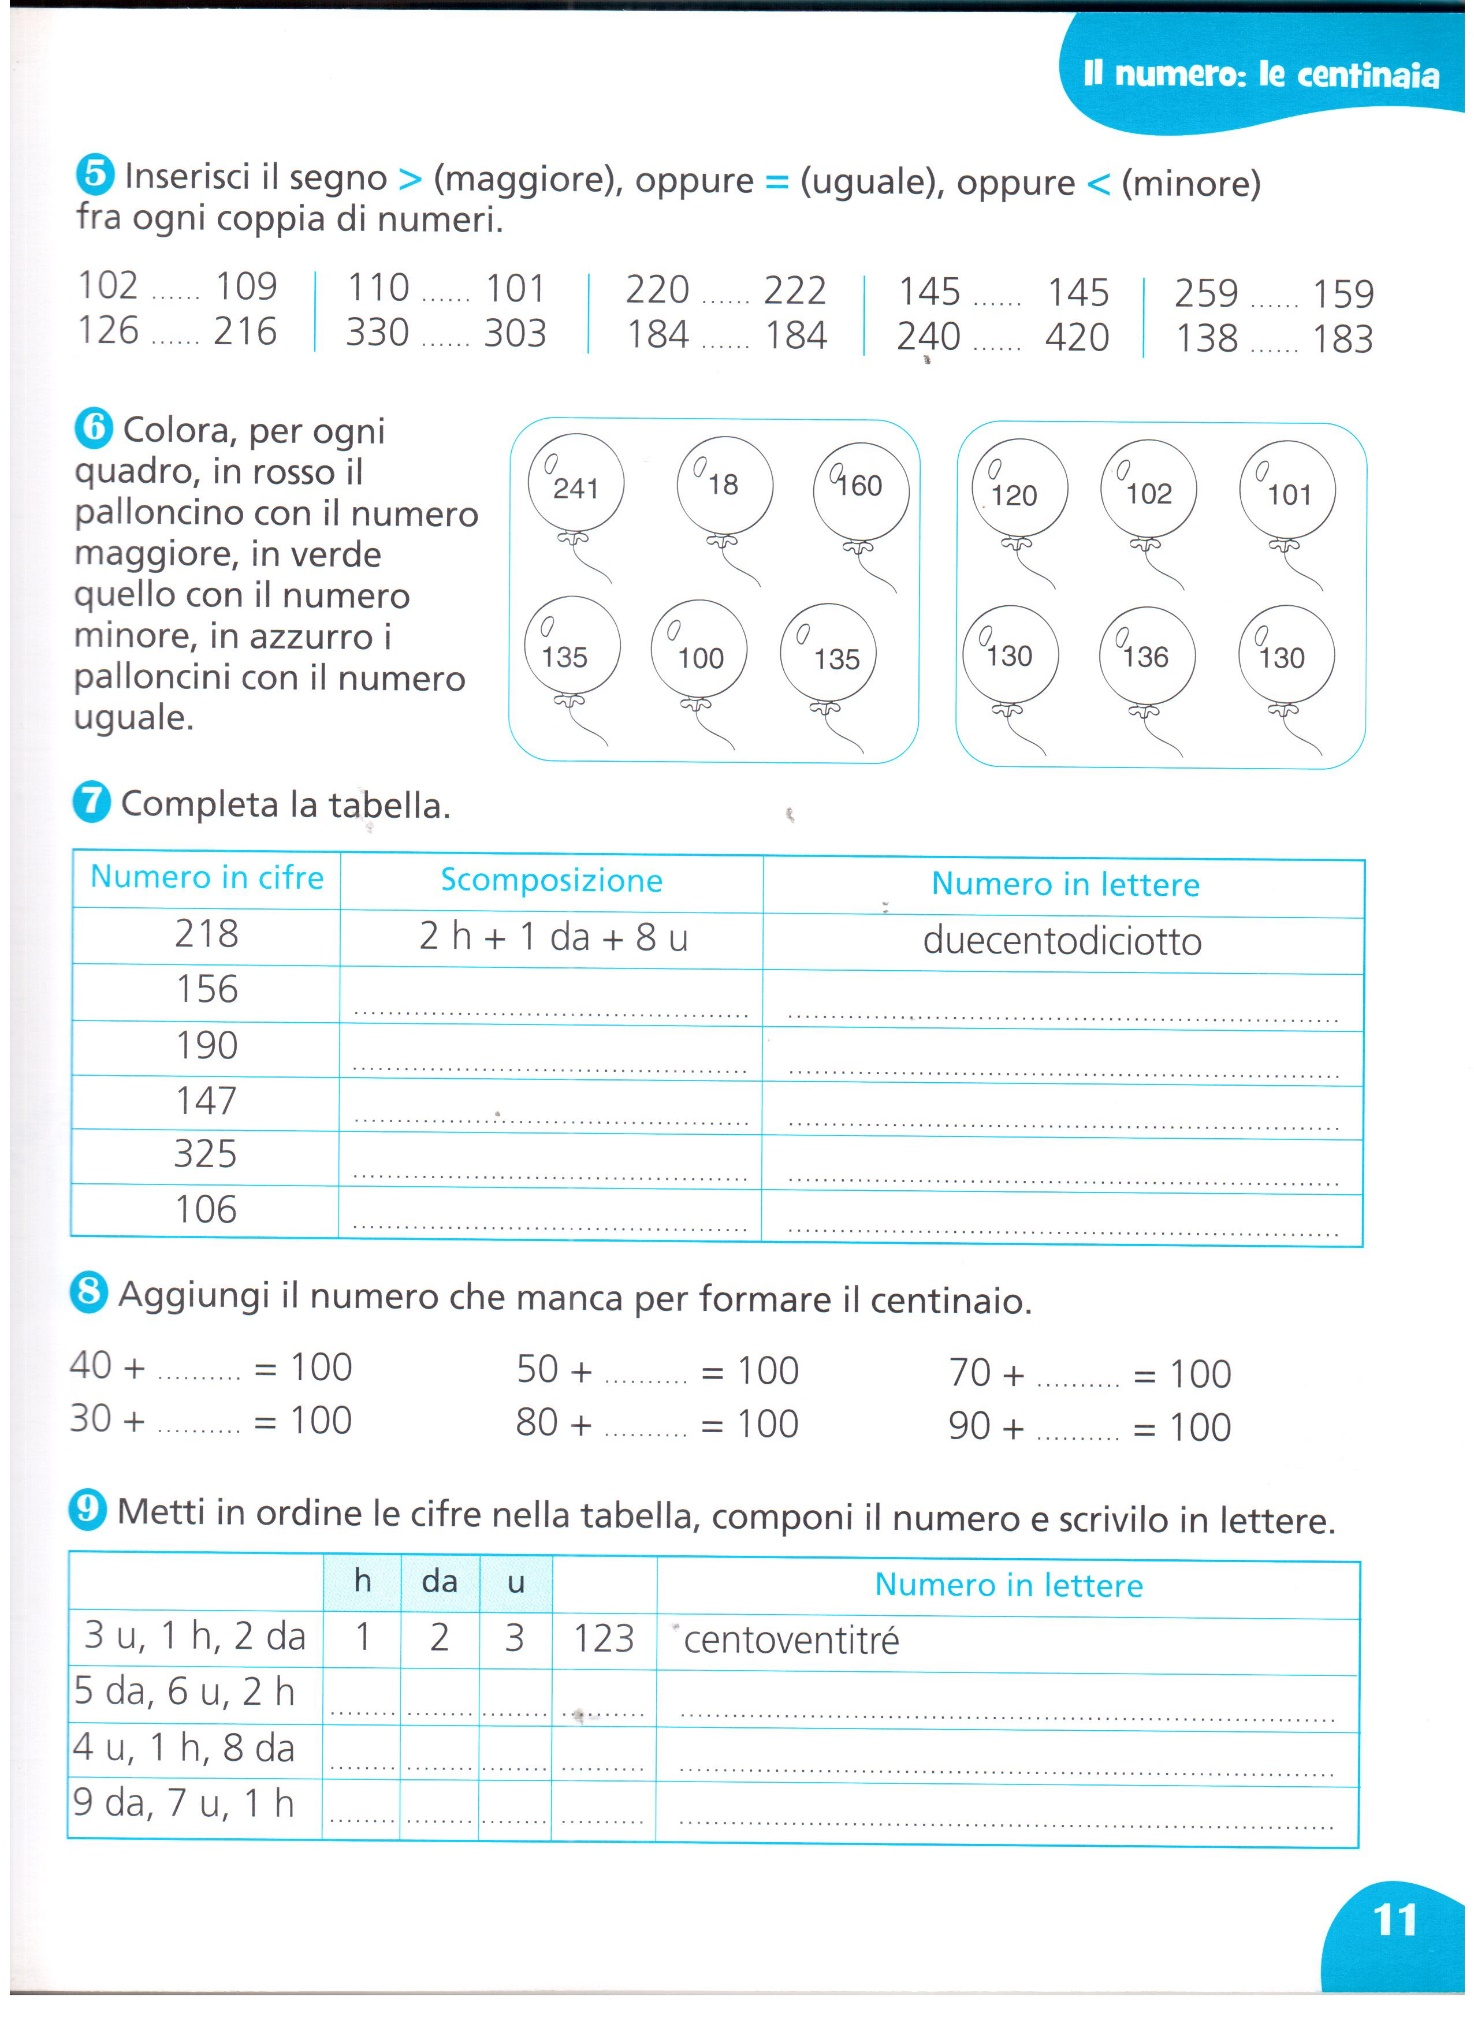 Il numero: le centinaia
5 Inserisci il segno > (maggiore), oppure = (uguale), oppure < (minore)
fra ogni coppia di numeri.
102 ...... 109 110 ...... 101 220 ...... 222 145 ...... 145 259 ...... 159
126 ...... 216 330 ...... 303 184 ...... 184 240 ...... 420 138 ...... 183
6 Colora, per ogni
quadro, in rosso il
palloncino con il numero
maggiore, in verde
quello con il numero
minore, in azzurro i
palloncini con il numero
uguale.
241 18 160
135 100 135
120 102 101
130 136 130
7 Completa la tabella.
Numero in cifre Scomposizione Numero in lettere
218 2 h + 1 da + 8 u duecentodiciotto
156
190
147
325
106
8 Aggiungi il numero che manca per formare il centinaio.
40 + .......... = 100 50 + .......... = 100 70 + .......... = 100
30 + .......... = 100 80 + .......... = 100 90 + .......... = 100
9 Metti in ordine le cifre nella tabella, componi il numero e scrivilo in lettere.
h da u Numero in lettere
3 u, 1 h, 2 da 1 2 3 123 centoventitré
5 da, 6 u, 2 h
4 u, 1 h, 8 da
9 da, 7 u, 1 h
11